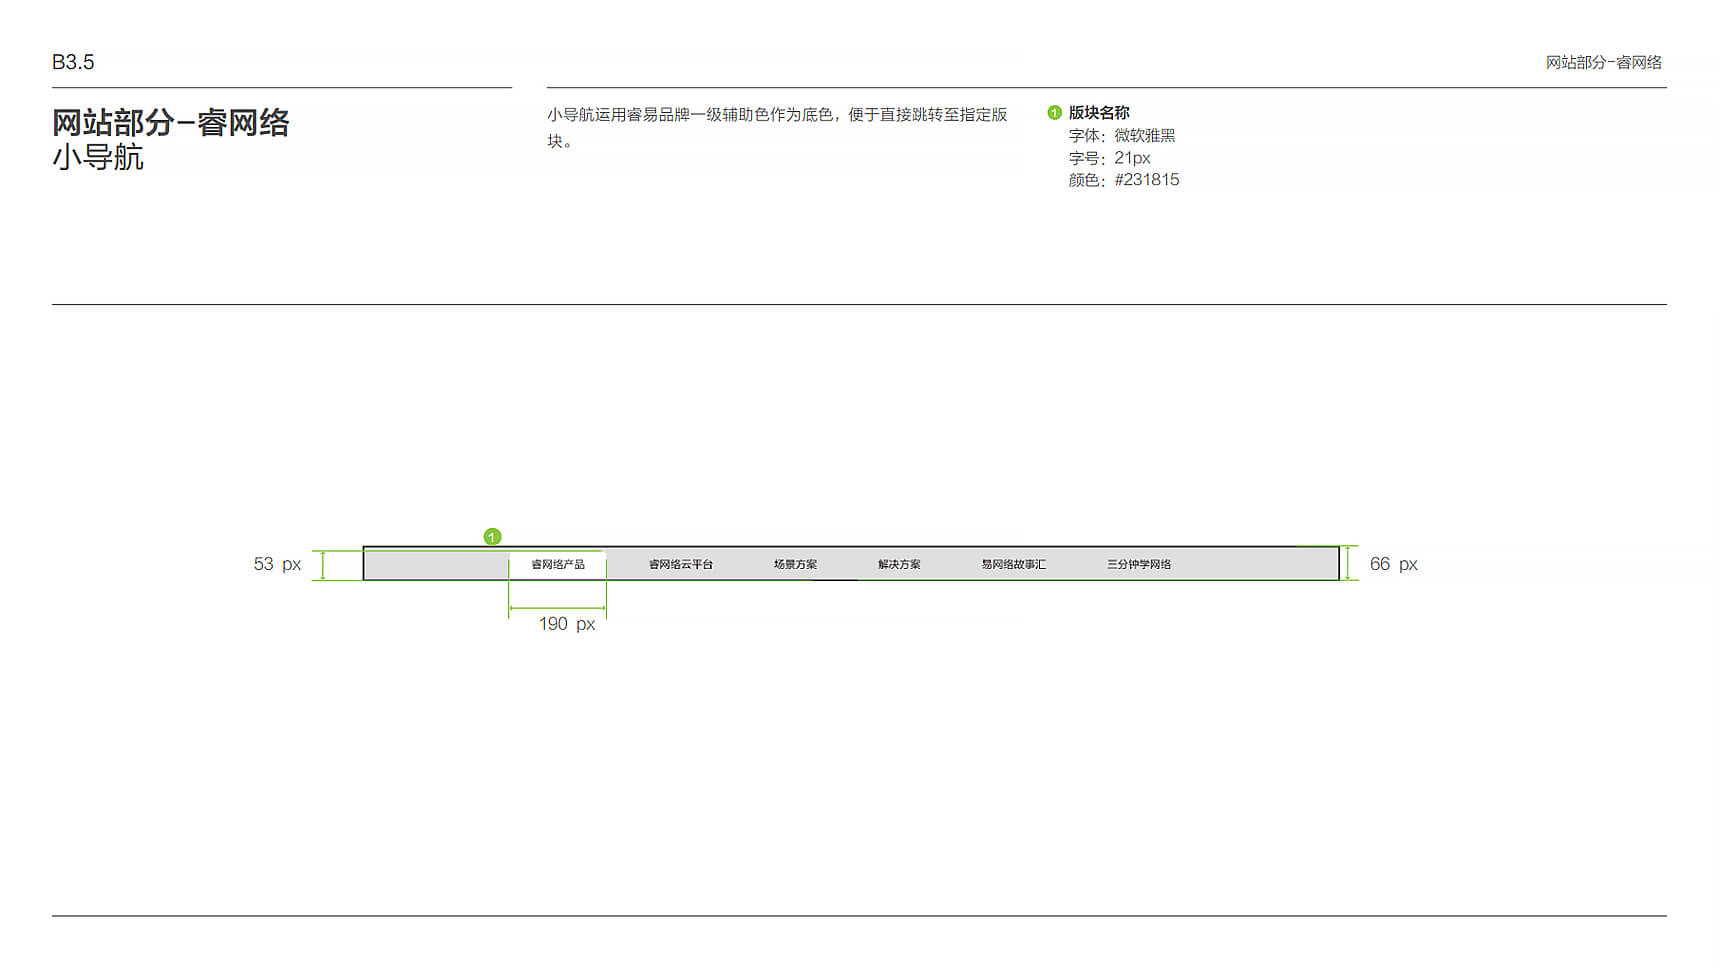 B3.5
网站部分-睿网络
网站部分-睿网络
小导航
小导航运用睿易品牌一级辅助色作为底色，便于直接跳转至指定版
块。
1 版块名称
字体：微软雅黑
字号：21px
颜色：#231815
1
53 px
睿网络产品 睿网络云平台 场景方案 解决方案 易网络故事汇 三分钟学网络
66 px
190 px